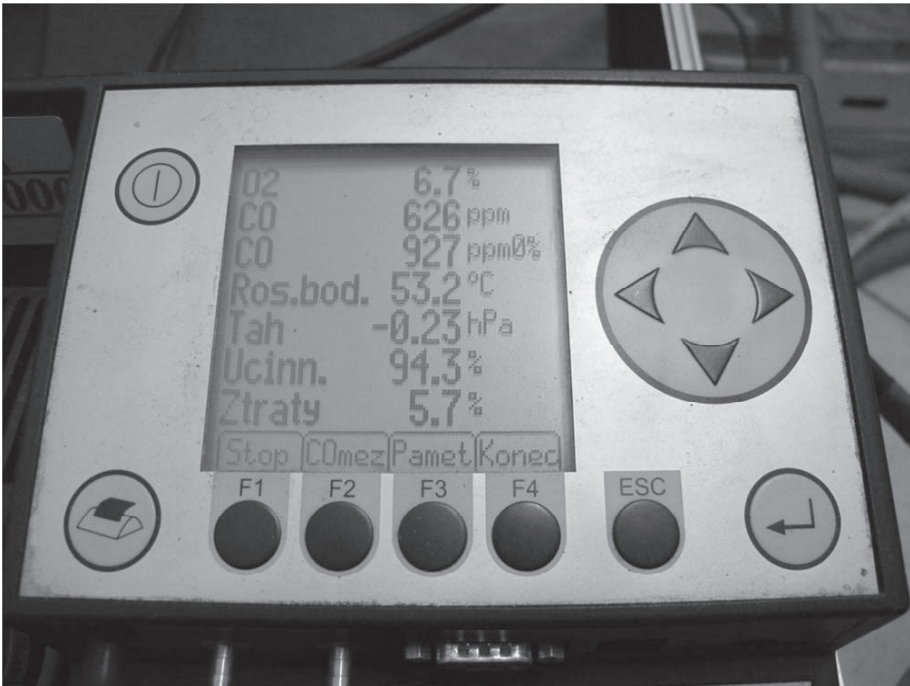 000
O2 6.7 %
CO 626 ppm
CO 927 ppm0%
Ros.bod. 53.2 °C
Tah -0.23 hPa
Ucinn. 94.3 %
Ztraty 5.7 %
Stop COmez Pamet Konec
F1 F2 F3 F4 ESC